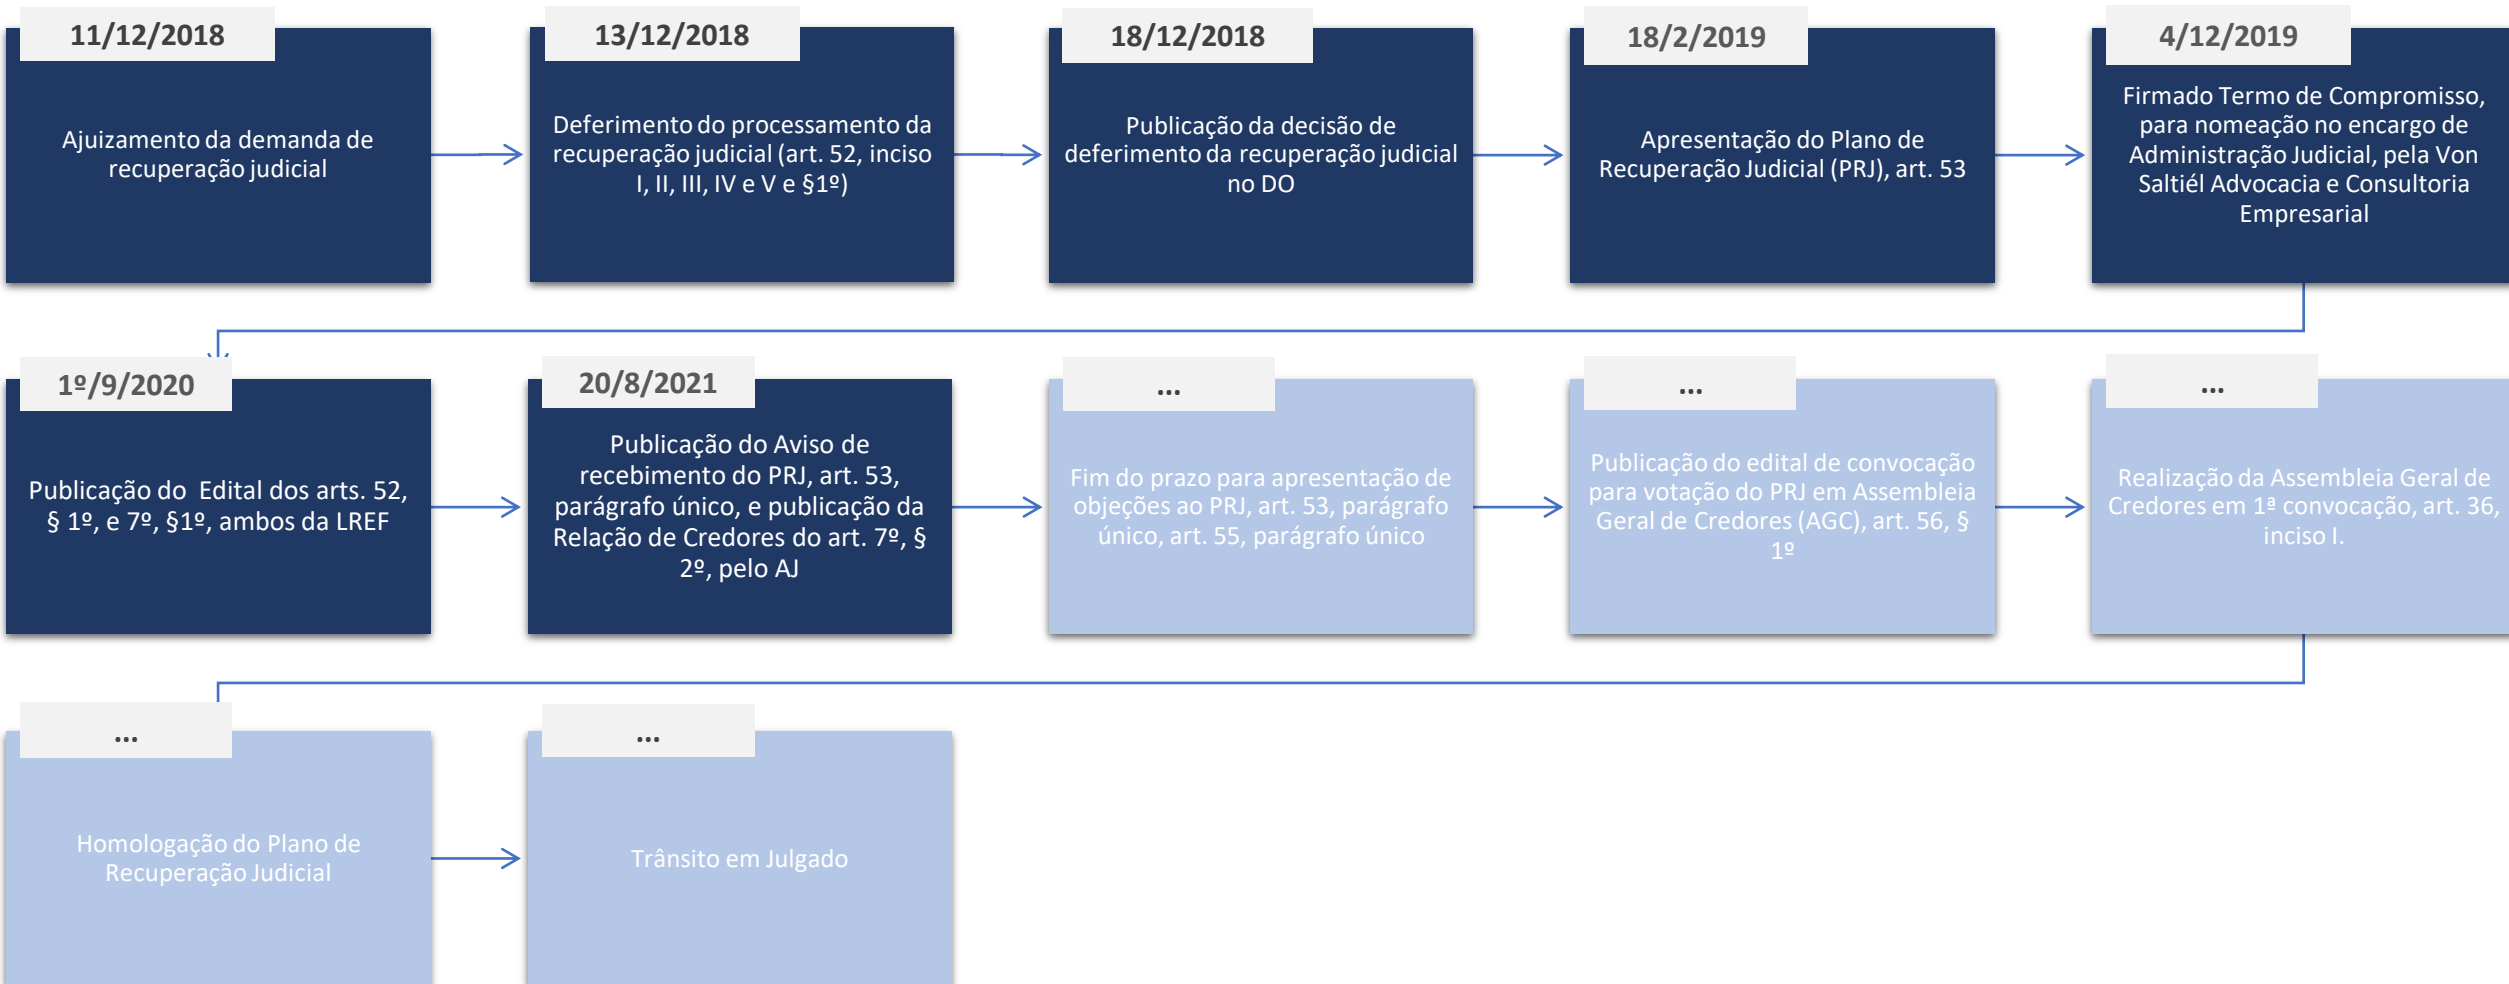 11/12/2018
Ajuizamento da demanda de
recuperação judicial
13/12/2018
Deferimento do processamento da
recuperação judicial (art. 52, inciso
I, II, III, IV e V e §1º)
18/12/2018
Publicação da decisão de
deferimento da recuperação judicial
no DO
18/2/2019
Apresentação do Plano de
Recuperação Judicial (PRJ), art. 53
4/12/2019
Firmado Termo de Compromisso,
para nomeação no encargo de
Administração Judicial, pela Von
Saltiél Advocacia e Consultoria
Empresarial
1º/9/2020
Publicação do Edital dos arts. 52,
§ 1º, e 7º, §1º, ambos da LREF
20/8/2021
Publicação do Aviso de
recebimento do PRJ, art. 53,
parágrafo único, e publicação da
Relação de Credores do art. 7º, §
2º, pelo AJ
...
Fim do prazo para apresentação de
objeções ao PRJ, art. 53, parágrafo
único, art. 55, parágrafo único
...
Publicação do edital de convocação
para votação do PRJ em Assembleia
Geral de Credores (AGC), art. 56, §
1º
...
Realização da Assembleia Geral de
Credores em 1ª convocação, art. 36,
inciso I.
...
Homologação do Plano de
Recuperação Judicial
...
Trânsito em Julgado